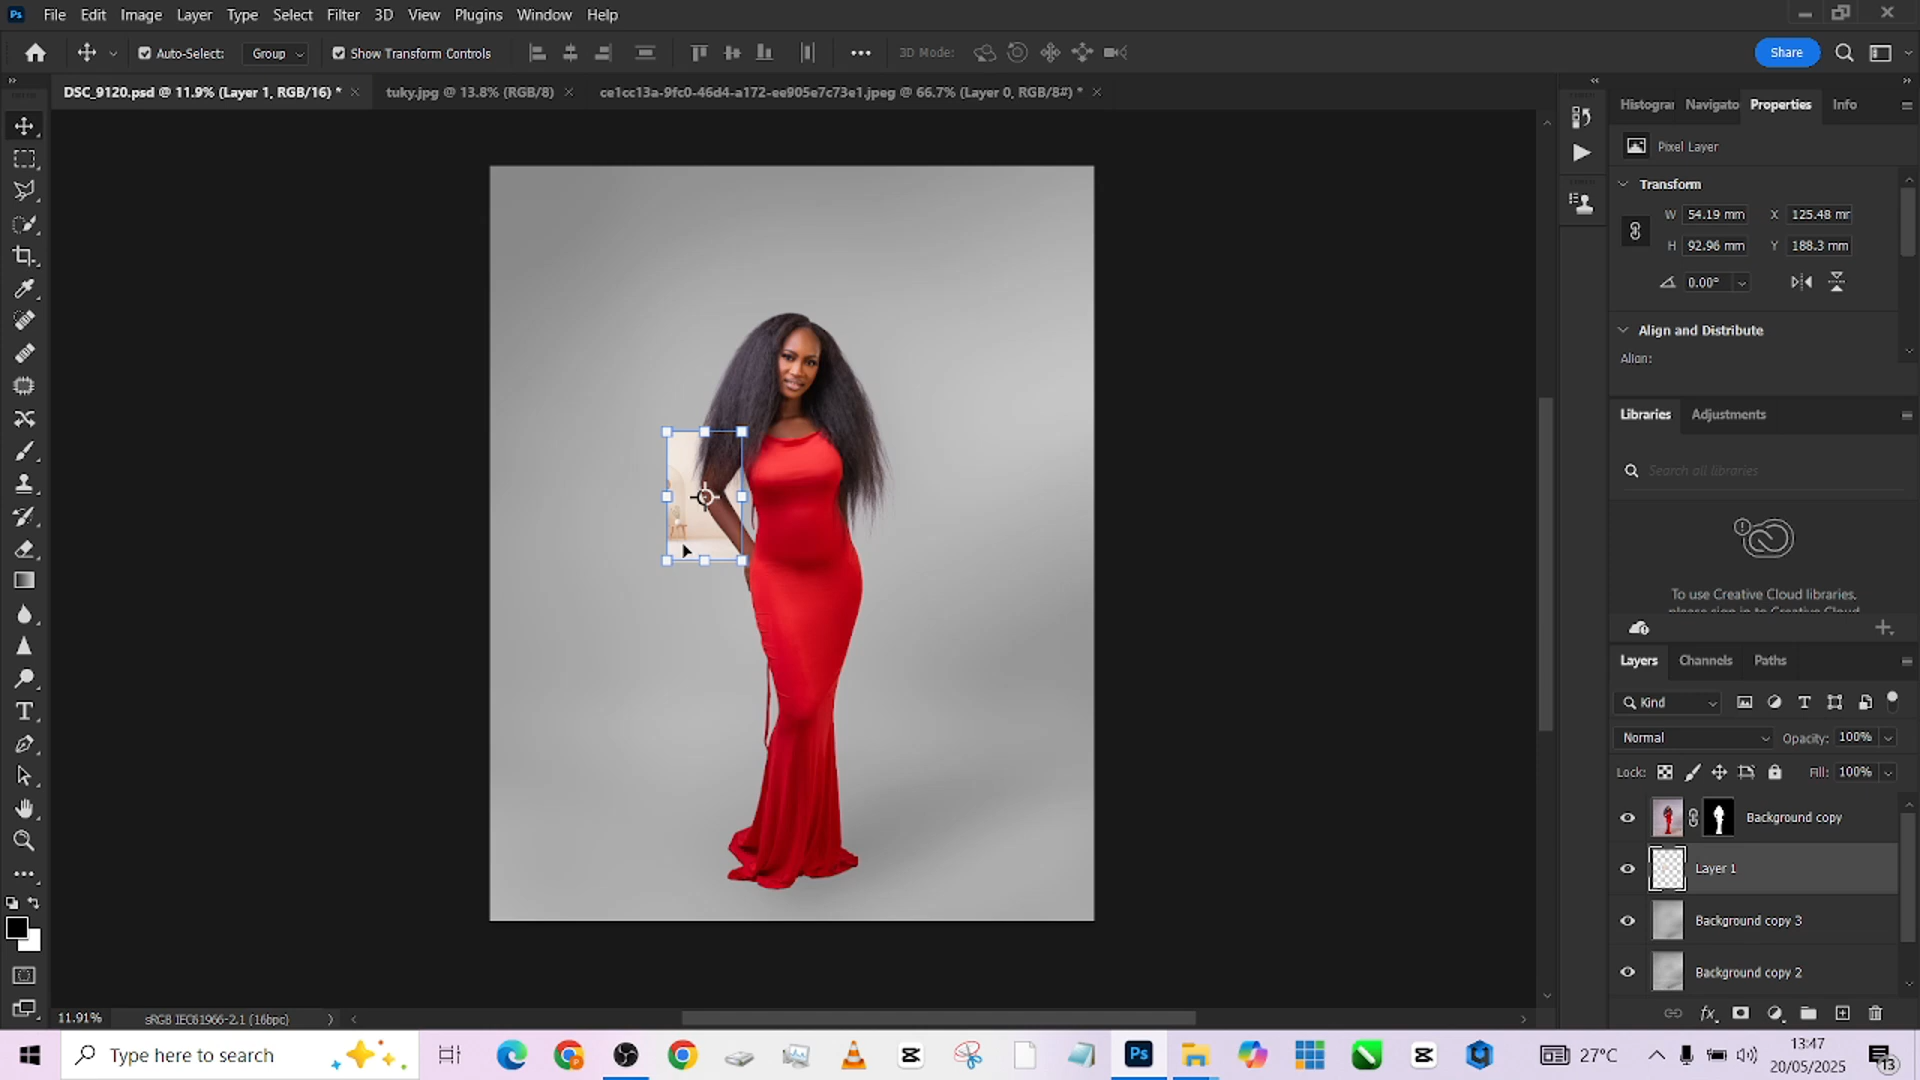 Ps File Edit Image Layer Type Select Filter 3D View Plugins Window Help
Auto-Select: Group Show Transform Controls 3D Mode: Share
DSC_9120.psd @ 11.9% (Layer 1, RGB/16) * tuky.jpg @ 13.8% (RGB/8) ce1cc13a-9fc0-46d4-a172-ee905e7c73e1.jpeg @ 66.7% (Layer 0, RGB/8#) *
Histogram Navigato Properties Info
Pixel Layer
Transform
W 54.19 mm X 125.48 mr
H 92.96 mm Y 188.3 mm
0.00°
Align and Distribute
Align:
Libraries Adjustments
Search all libraries
To use Creative Cloud libraries,
please sign in to Creative Cloud
Layers Channels Paths
Kind
Normal Opacity: 100%
Lock: Fill: 100%
Background copy
Layer 1
Background copy 3
Background copy 2
11.91% sRGB IEC61966-2.1 (16bpc)
Type here to search Ps 27°C 13:47
20/05/2025 13